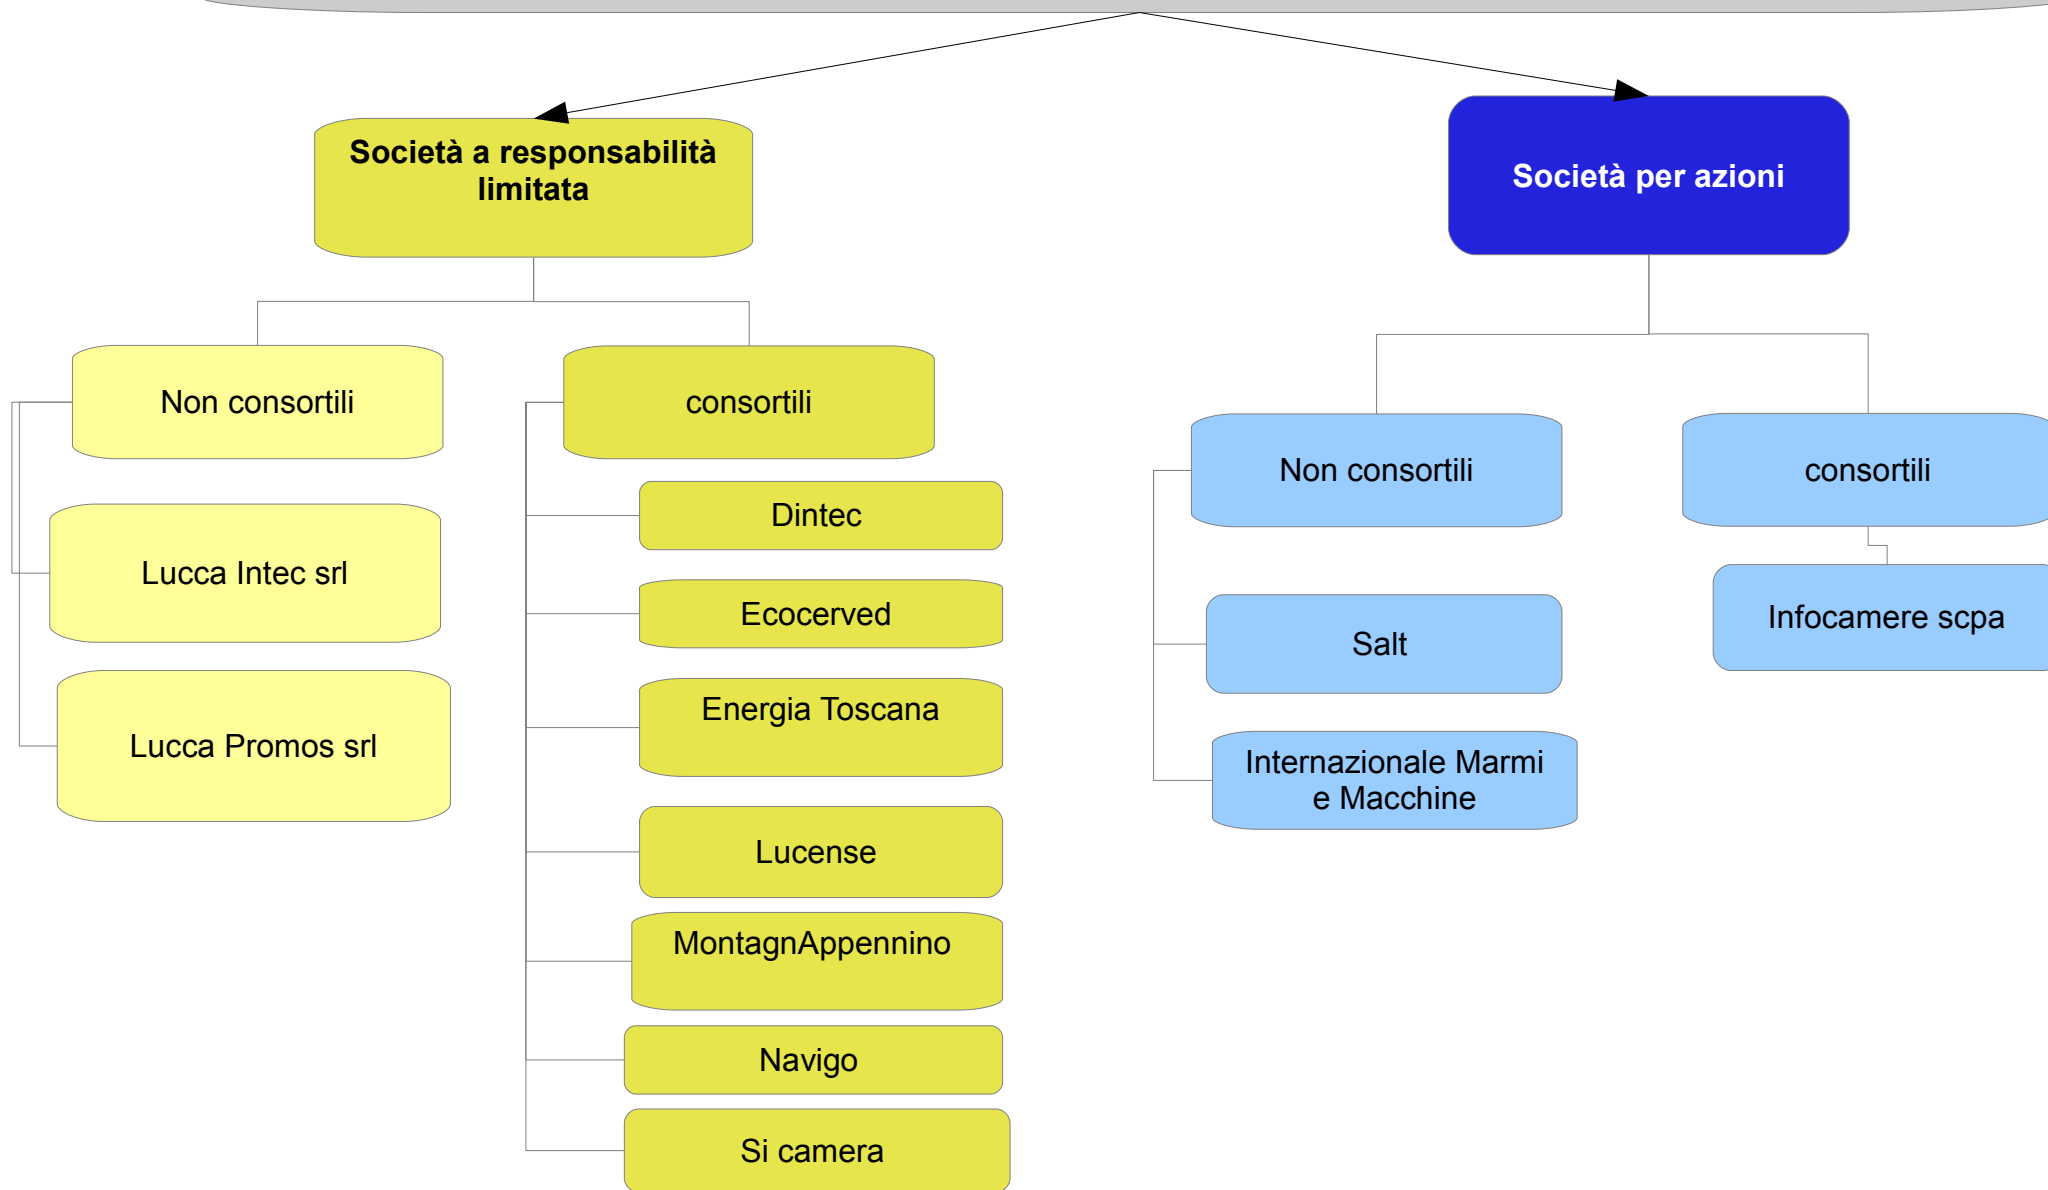 Società a responsabilità
limitata
Società per azioni
Non consortili
consortili
Non consortili
consortili
Lucca Intec srl
Lucca Promos srl
Dintec
Ecocerved
Energia Toscana
Lucense
MontagnAppennino
Navigo
Si camera
Salt
Internazionale Marmi
e Macchine
Infocamere scpa